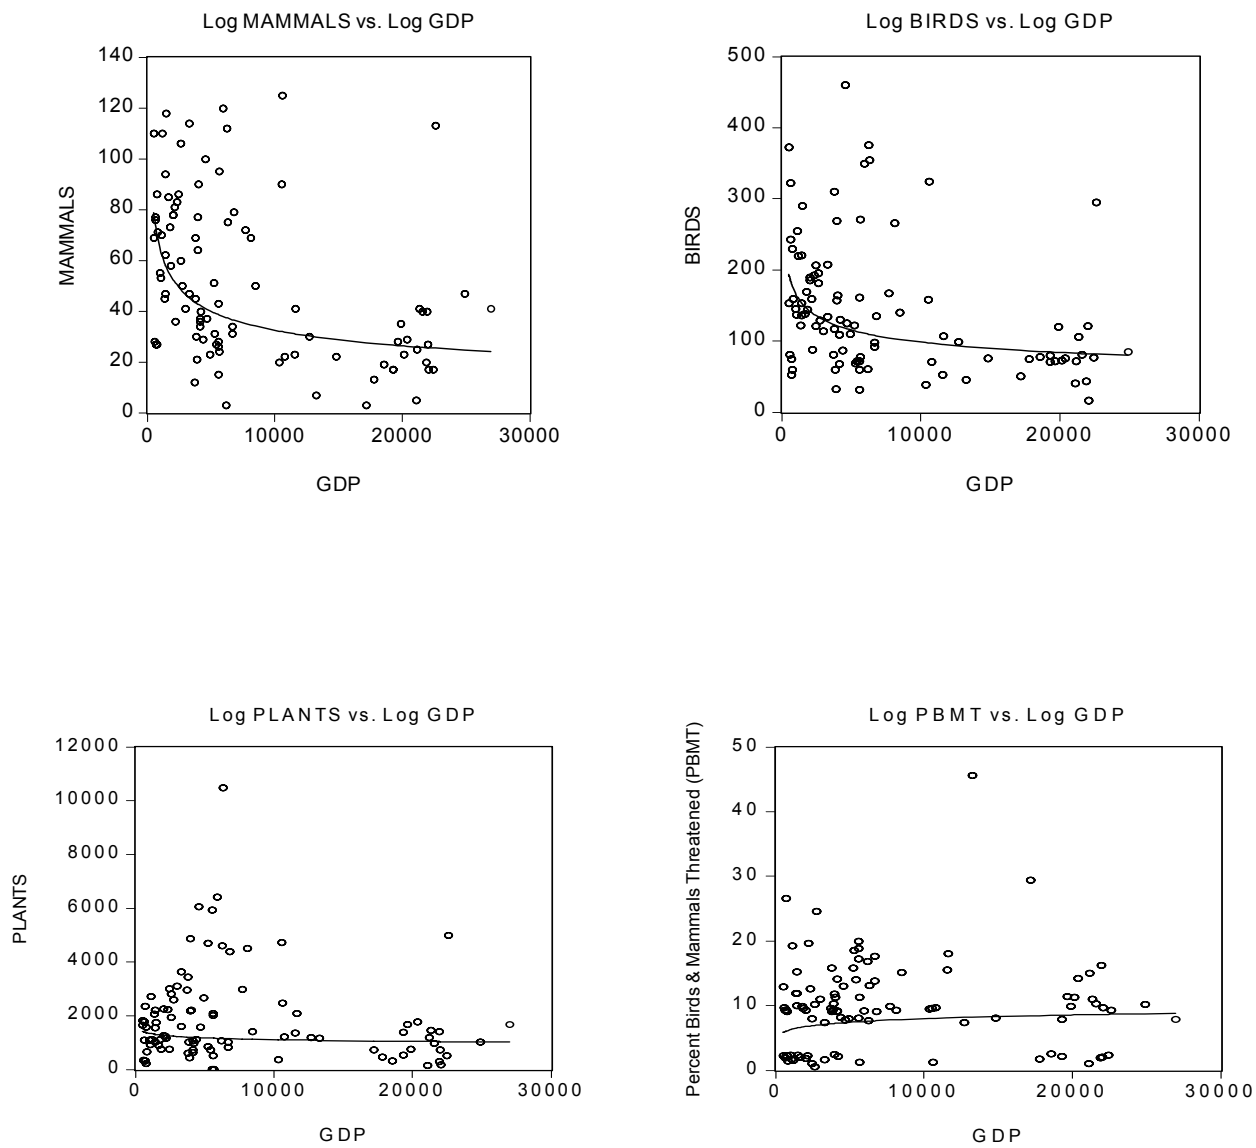 Log MAMMALS vs. Log GDP
140
120
100
80
60
40
20
0
MAMMALS
0 10000 20000 30000
GDP
Log BIRDS vs. Log GDP
500
400
300
200
100
0
BIRDS
0 10000 20000 30000
GDP
Log PLANTS vs. Log GDP
12000
10000
8000
6000
4000
2000
0
PLANTS
0 10000 20000 30000
GDP
Log PBMT vs. Log GDP
50
40
30
20
10
0
Percent Birds & Mammals Threatened (PBMT)
0 10000 20000 30000
GDP